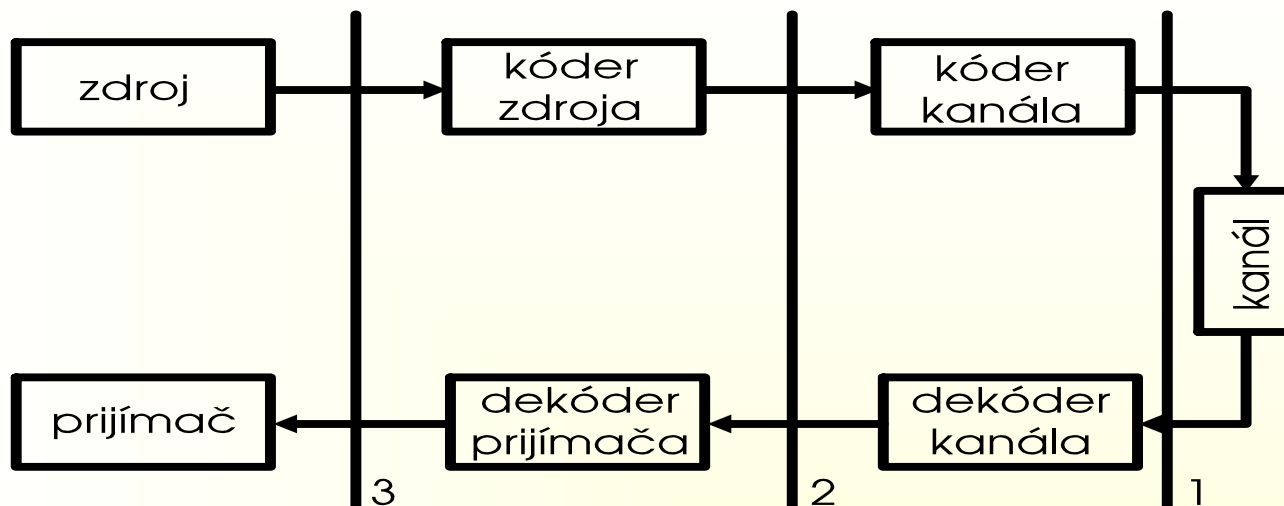 zdroj
kóder
zdroja
kóder
kanála
kanál
prijímač
dekóder
prijímača
dekóder
kanála
3
2
1